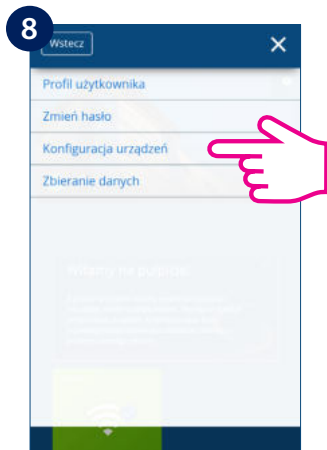 8
Wstecz
Profil użytkownika
Zmień hasło
Konfiguracja urządzeń
Zbieranie danych
Witamy na pulpicie